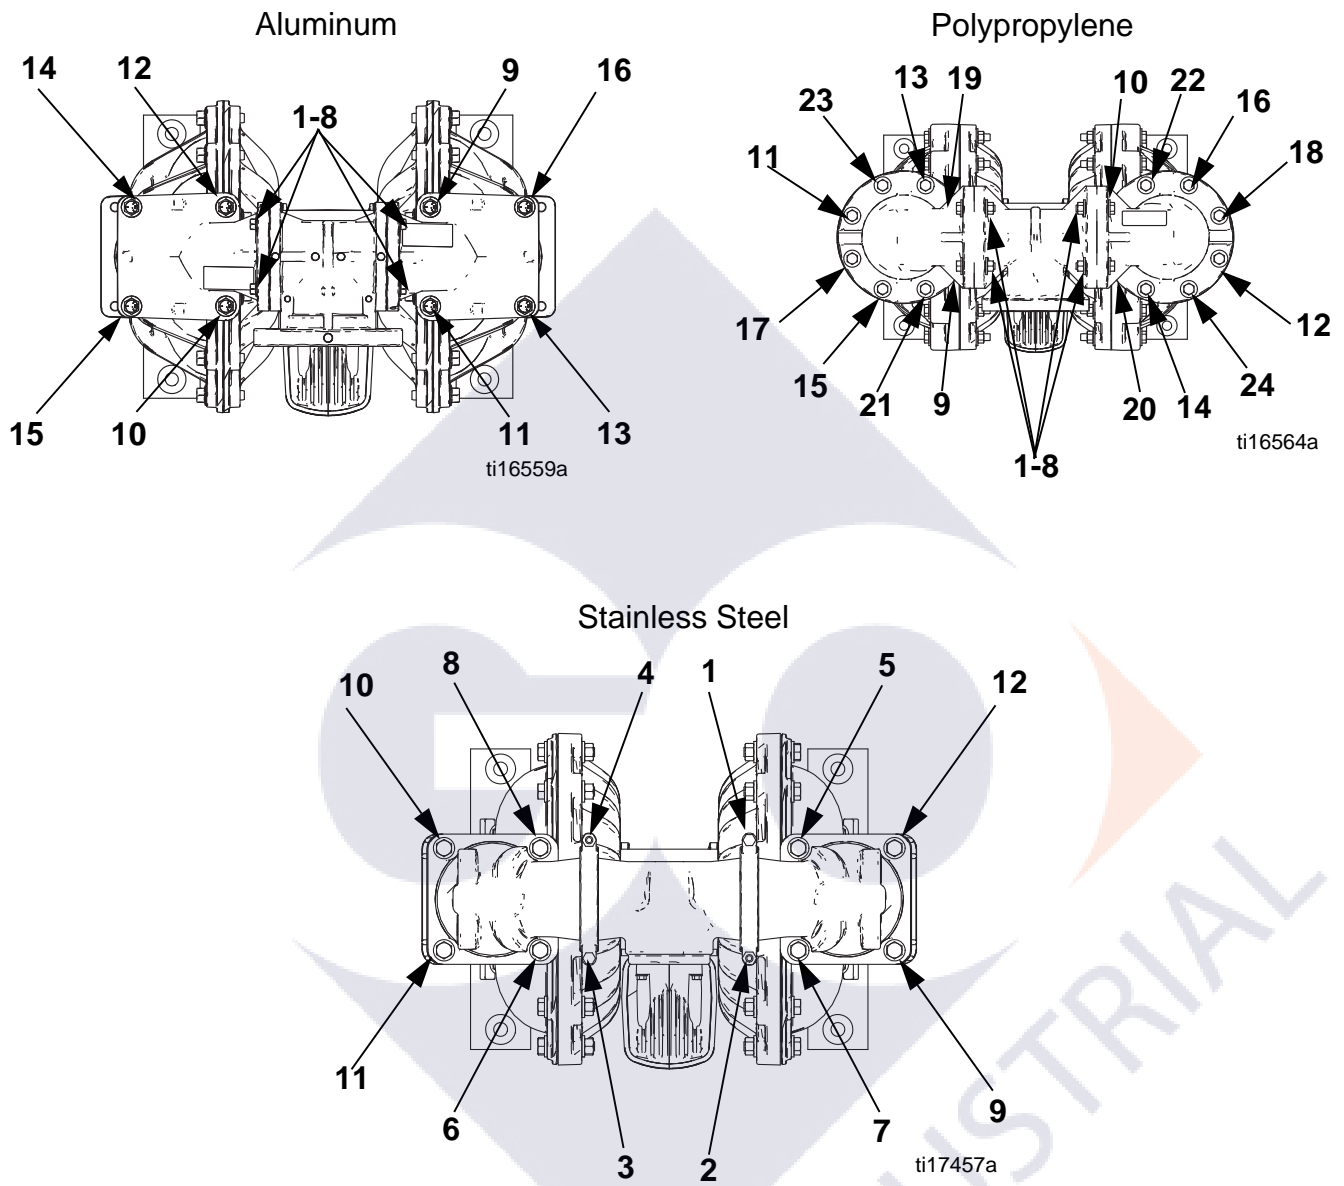 Aluminum
14 12 9 16
1-8
15 10 11 13
ti16559a
Polypropylene
13 19 10 22
23 16
11 18
17 12
15 21 9 20 14 24
1-8
ti16564a
Stainless Steel
10 8 4 1 5 12
11 6 3 2 7 9
ti17457a
USTRIAL